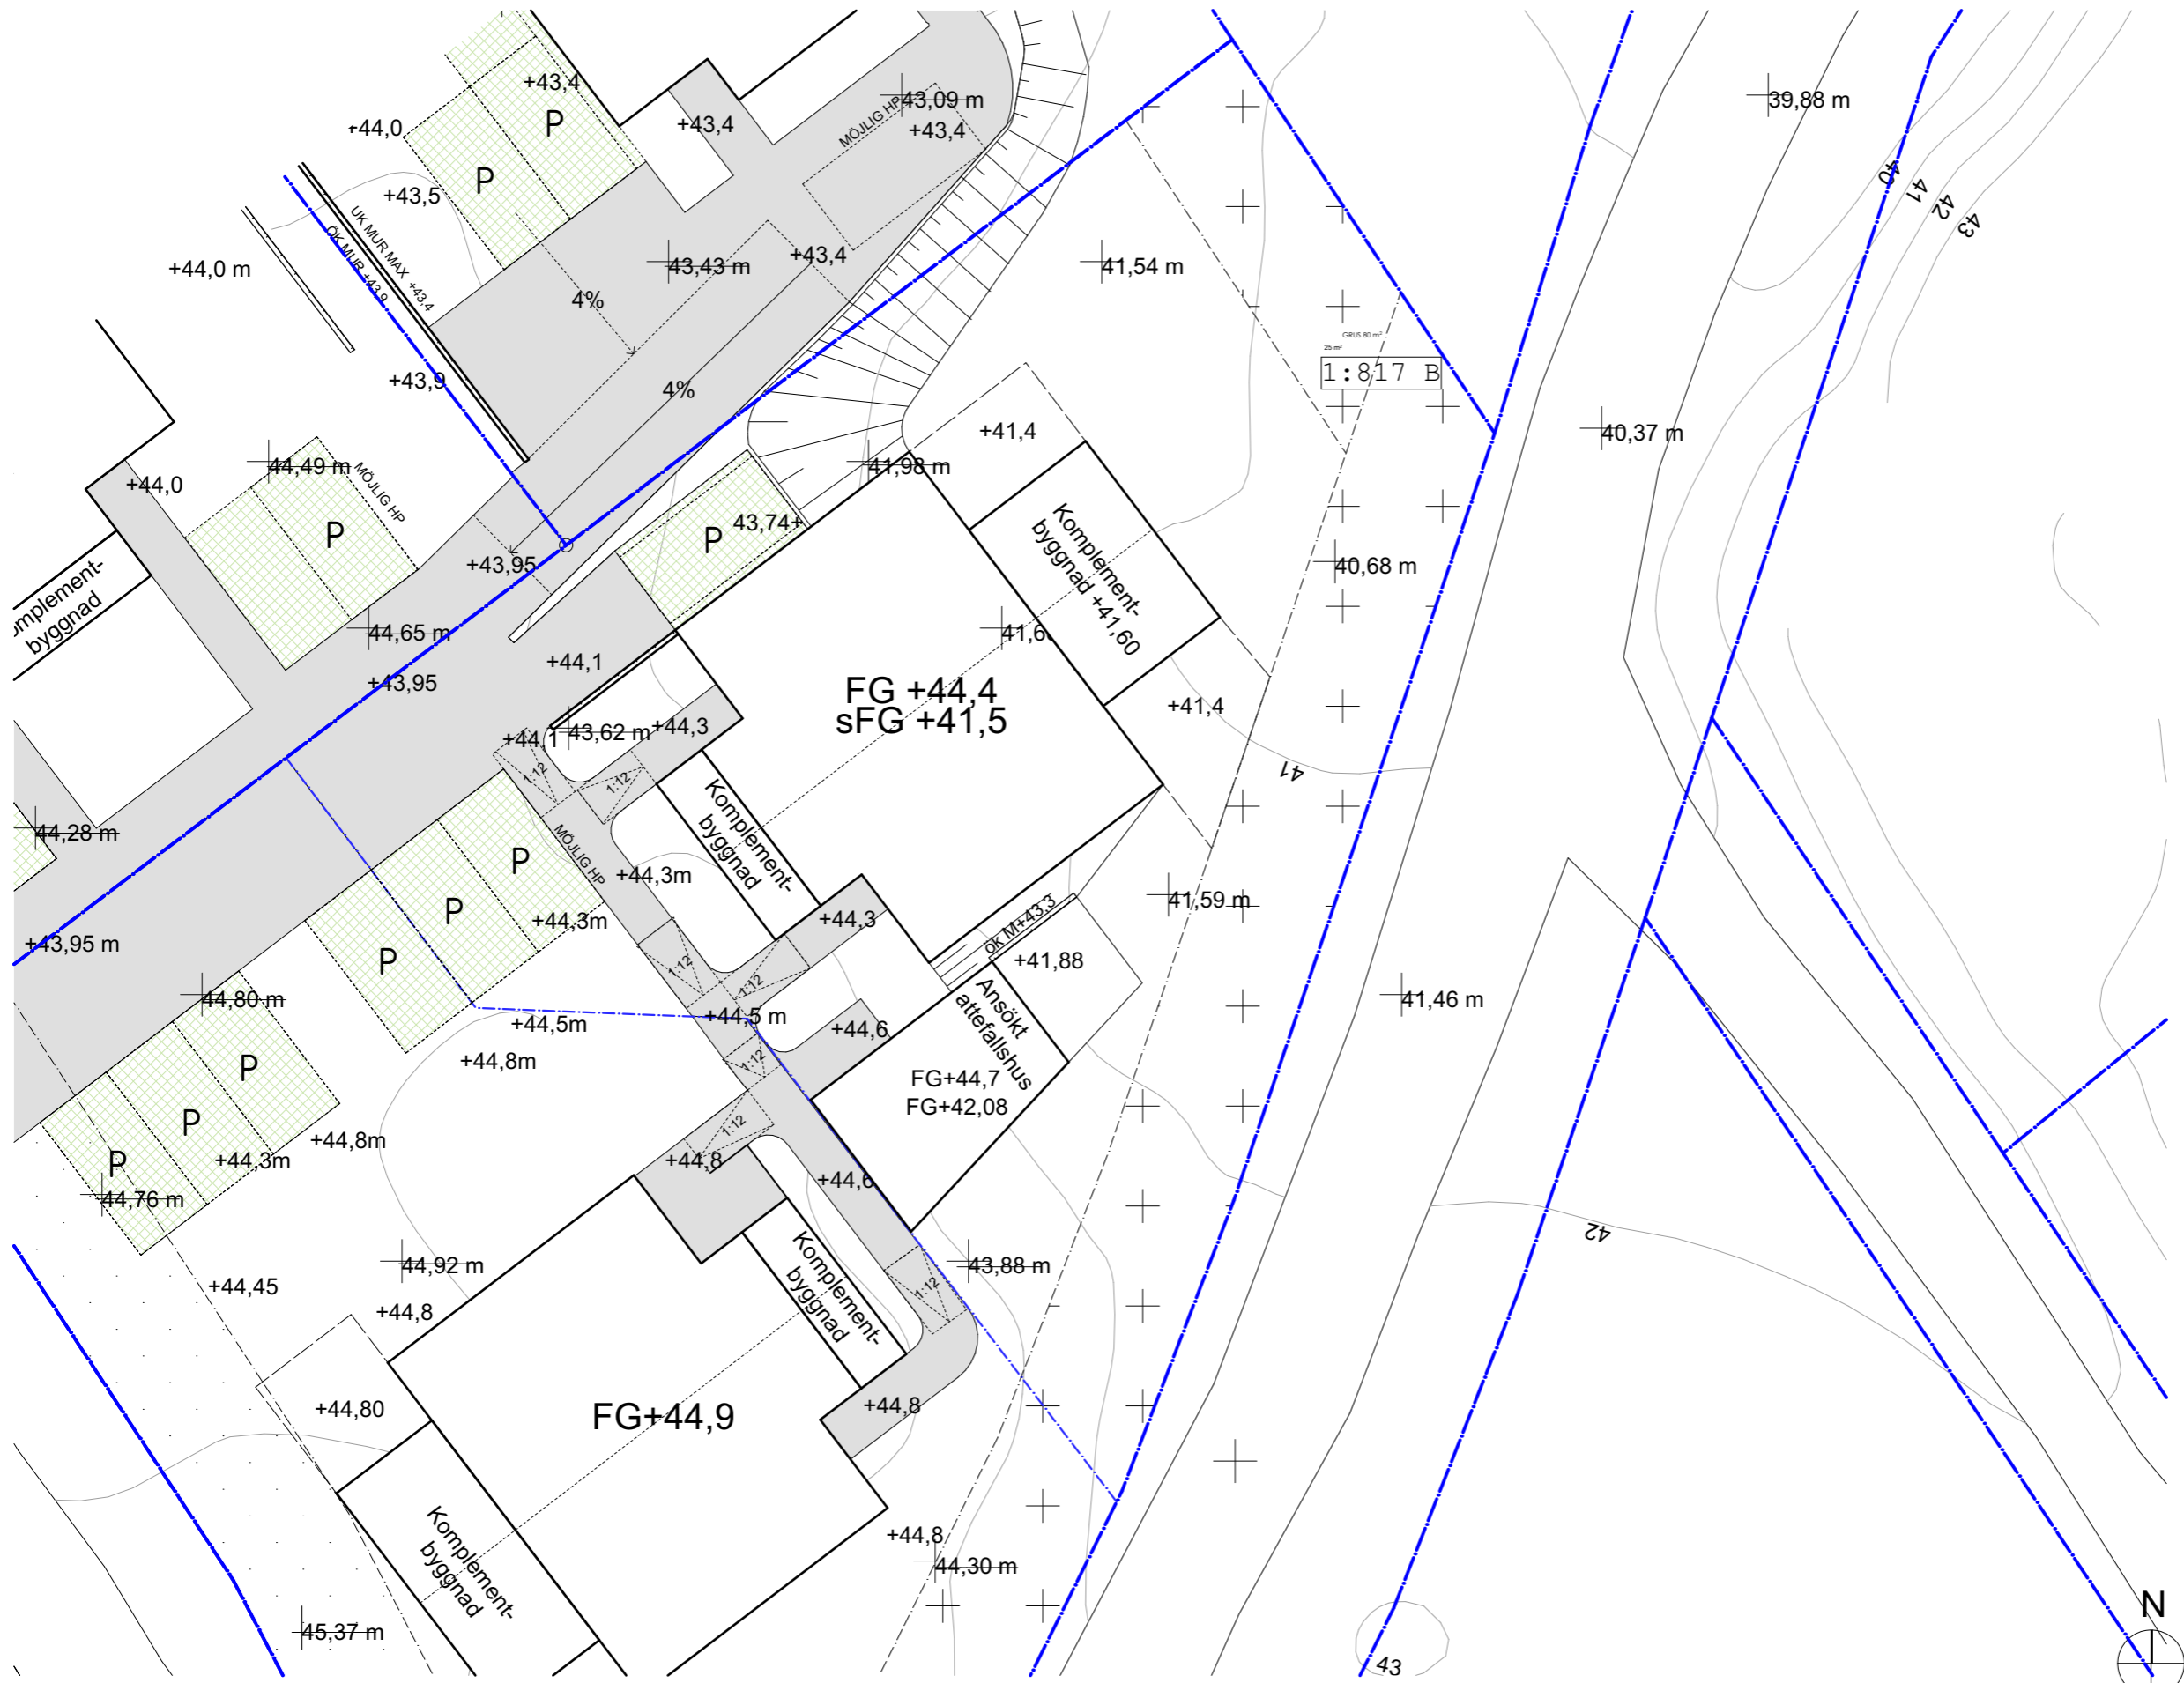 +43,4
P
P
+44,0
+43,5
+43,4
MÖJLIG HP
43,09 m
+43,4
39,88 m
40
41
42
43
UK MUR MAX +43,4
ÖK MUR +43,9
+44,0 m
43,43 m
+43,4
41,54 m
4%
4%
+43,9
GRUS 80 m²
25 m²
1:817 B
+41,4
40,37 m
+44,0
44,49 m
MÖJLIG HP
41,98 m
P
P
43,74+
+43,95
Komplement-
byggnad +41,60
40,68 m
byggnad
44,65 m
+44,1
+43,95
FG +44,4
sFG +41,5
+41,4
+44,1
43,62 m
+44,3
1:12
1:12
41
Komplement-
byggnad
44,28 m
MÖJLIG HP
P
+44,3m
P
+44,3m
+44,3
41,59 m
P
+43,95 m
ök M+43,3
+41,88
1:12
1:12
44,80 m
+44,5m
+44,5 m
+44,6
41,46 m
Ansökt
attefallshus
+44,8m
1:12
P
FG+44,7
FG+42,08
P
1:12
+44,8m
P
+44,3m
+44,8
+44,6
44,76 m
42
44,92 m
Komplement-
byggnad
43,88 m
+44,45
1:12
+44,8
+44,80
FG+44,9
+44,8
Komplement-
byggnad
+44,8
44,30 m
45,37 m
43
N